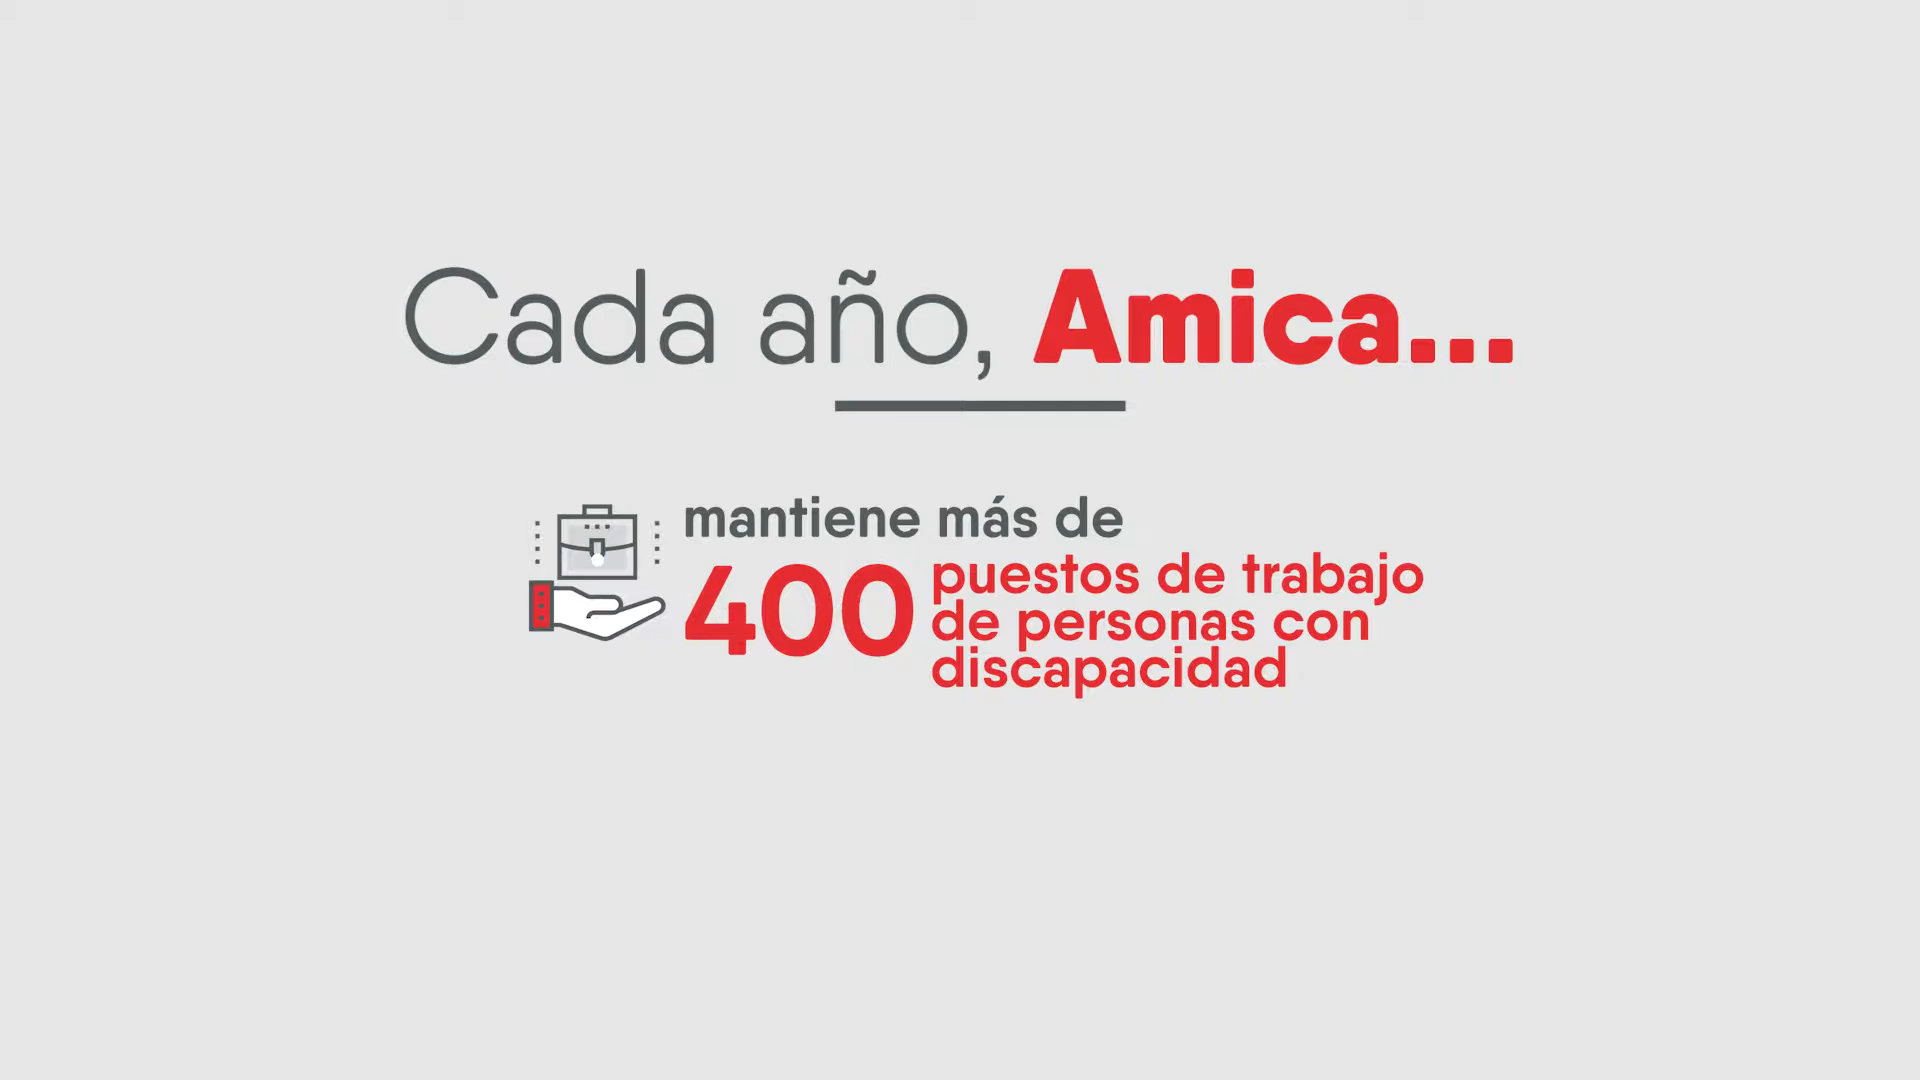 Cada año, Amica...
mantiene más de
400 puestos de trabajo
de personas con
discapacidad